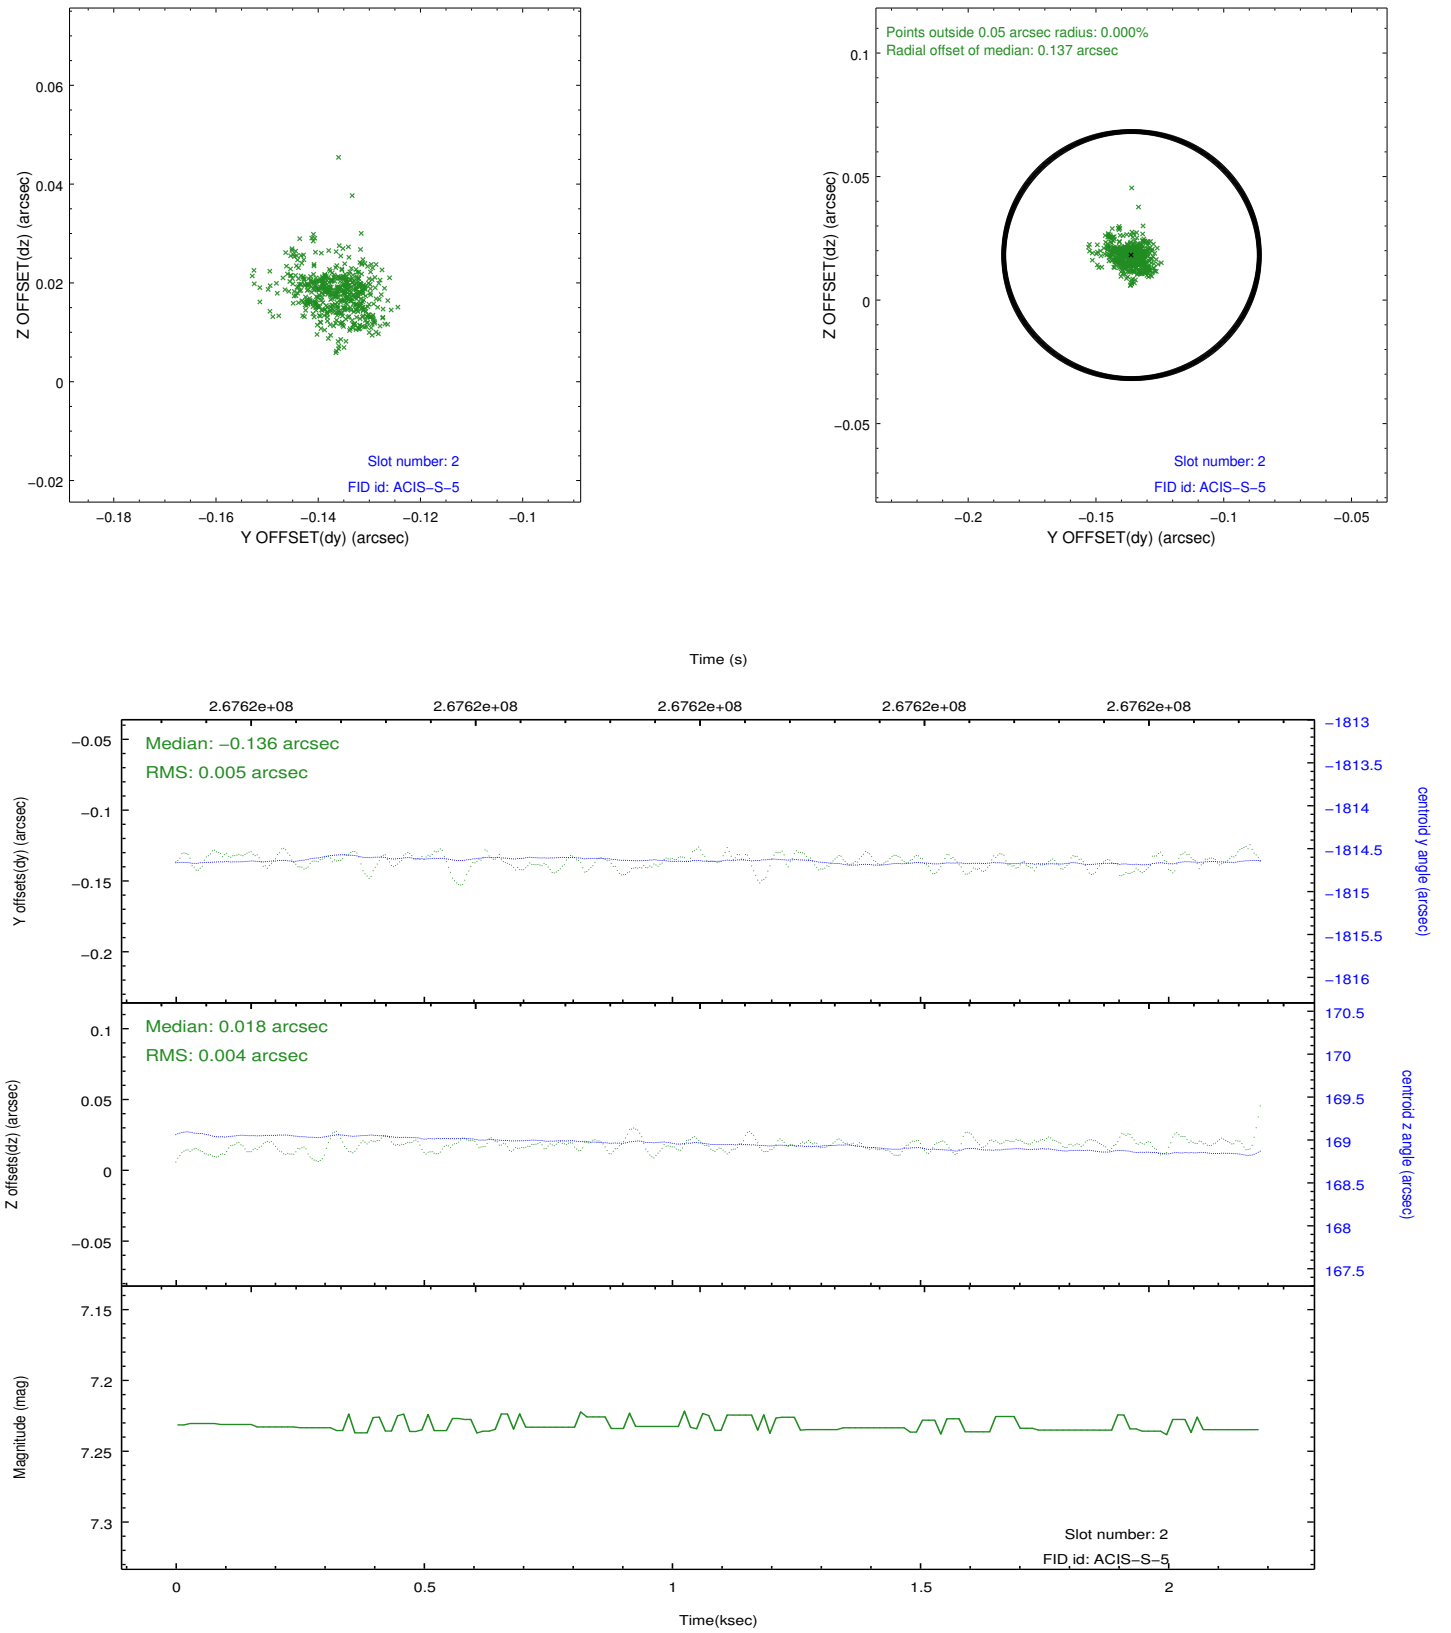 0.06
0.04
0.02
0
−0.02
Z OFFSET(dz) (arcsec)
Slot number: 2
FID id: ACIS−S−5
−0.18
−0.16
−0.14
−0.12
−0.1
Y OFFSET(dy) (arcsec)
Points outside 0.05 arcsec radius: 0.000%
Radial offset of median: 0.137 arcsec
0.1
0.05
0
−0.05
Z OFFSET(dz) (arcsec)
Slot number: 2
FID id: ACIS−S−5
−0.2
−0.15
−0.1
−0.05
Y OFFSET(dy) (arcsec)
Time (s)
2.6762e+08
2.6762e+08
2.6762e+08
2.6762e+08
2.6762e+08
Median: −0.136 arcsec
RMS: 0.005 arcsec
−0.05
−0.1
−0.15
−0.2
Y offsets(dy) (arcsec)
−1813
−1813.5
−1814
−1814.5
−1815
−1815.5
−1816
centroid y angle (arcsec)
Median: 0.018 arcsec
RMS: 0.004 arcsec
0.1
0.05
0
−0.05
Z offsets(dz) (arcsec)
170.5
170
169.5
169
168.5
168
167.5
centroid z angle (arcsec)
7.15
7.2
7.25
7.3
Magnitude (mag)
Slot number: 2
FID id: ACIS−S−5
0
0.5
1
1.5
2
Time(ksec)